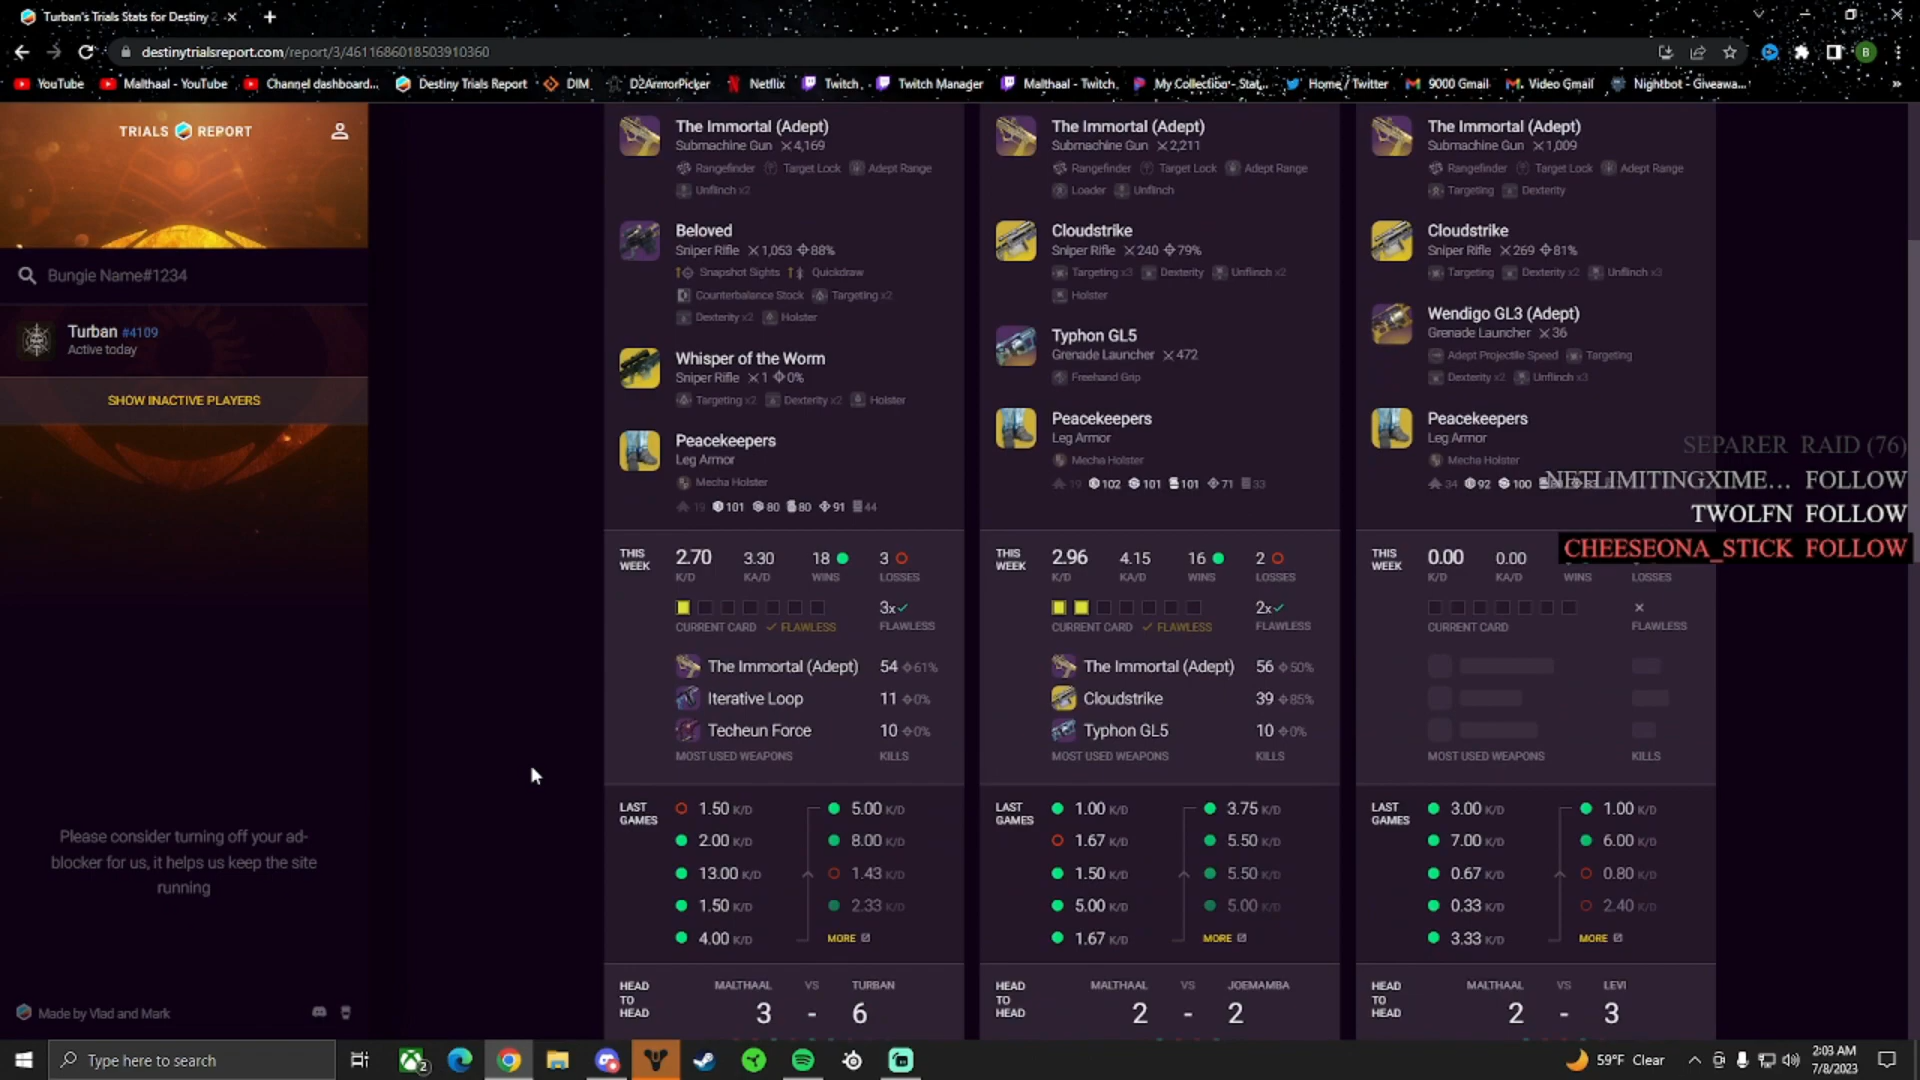 Turban's Trials Stats for Destiny 2
destinytrialsreport.com/report/3/4611686018503910360
B
YouTube
Malthaal - YouTube
Channel dashboard...
Destiny Trials Report
DIM
D2ArmorPicker
Netflix
Twitch
Twitch Manager
Malthaal - Twitch
My Collection - Stat...
Home / Twitter
9000 Gmail
Video Gmail
Nightbot - Giveawa...
TRIALS REPORT
Bungie Name#1234
Turban #4109
Active today
SHOW INACTIVE PLAYERS
Please consider turning off your ad-
blocker for us, it helps us keep the site
running
Made by Vlad and Mark
The Immortal (Adept)
Submachine Gun ×4,169
Rangefinder Target Lock Adept Range
Unflinch x2
Beloved
Sniper Rifle ×1,053 88%
Snapshot Sights Quickdraw
Counterbalance Stock Targeting x2
Dexterity x2 Holster
Whisper of the Worm
Sniper Rifle ×1 0%
Targeting x2 Dexterity x2 Holster
Peacekeepers
Leg Armor
Mecha Holster
19 101 80 80 91 44
THIS WEEK
2.70 3.30 18 3
K/D KA/D WINS LOSSES
3x
CURRENT CARD FLAWLESS FLAWLESS
The Immortal (Adept) 54 61%
Iterative Loop 11 0%
Techeun Force 10 0%
MOST USED WEAPONS KILLS
LAST GAMES
1.50 K/D 5.00 K/D
2.00 K/D 8.00 K/D
13.00 K/D 1.43 K/D
1.50 K/D 2.33 K/D
4.00 K/D MORE
HEAD TO HEAD
MALTHAAL VS TURBAN
3 - 6
The Immortal (Adept)
Submachine Gun ×2,211
Rangefinder Target Lock Adept Range
Loader Unflinch
Cloudstrike
Sniper Rifle ×240 79%
Targeting x3 Dexterity Unflinch x2
Holster
Typhon GL5
Grenade Launcher ×472
Freehand Grip
Peacekeepers
Leg Armor
Mecha Holster
19 102 101 101 71 33
THIS WEEK
2.96 4.15 16 2
K/D KA/D WINS LOSSES
2x
CURRENT CARD FLAWLESS FLAWLESS
The Immortal (Adept) 56 50%
Cloudstrike 39 85%
Typhon GL5 10 0%
MOST USED WEAPONS KILLS
LAST GAMES
1.00 K/D 3.75 K/D
1.67 K/D 5.50 K/D
1.50 K/D 5.50 K/D
5.00 K/D 5.00 K/D
1.67 K/D MORE
HEAD TO HEAD
MALTHAAL VS JOEMAMBA
2 - 2
The Immortal (Adept)
Submachine Gun ×1,009
Rangefinder Target Lock Adept Range
Targeting Dexterity
Cloudstrike
Sniper Rifle ×269 81%
Targeting Dexterity x2 Unflinch x3
Wendigo GL3 (Adept)
Grenade Launcher ×36
Adept Projectile Speed Targeting
Dexterity x2 Unflinch x3
Peacekeepers
Leg Armor
Mecha Holster
34 92 100
THIS WEEK
0.00 0.00
K/D KA/D WINS LOSSES
CURRENT CARD FLAWLESS
MOST USED WEAPONS KILLS
LAST GAMES
3.00 K/D 1.00 K/D
7.00 K/D 6.00 K/D
0.67 K/D 0.80 K/D
0.33 K/D 2.40 K/D
3.33 K/D MORE
HEAD TO HEAD
MALTHAAL VS LEVI
2 - 3
SEPARER RAID (76)
NETLIMITINGXIME... FOLLOW
TWOLFN FOLLOW
CHEESEONA_STICK FOLLOW
Type here to search
2
59°F Clear
2:03 AM
7/8/2023